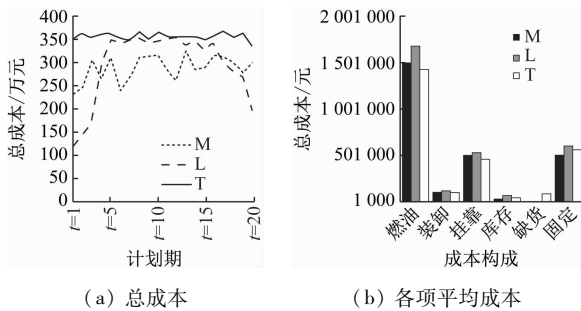 400
350
300
250
200
150
100
50
0
总成本/万元
M
L
T
t=1
t=5
t=10
t=15
t=20
计划期
(a) 总成本
2 001 000
1 501 000
1 001 000
501 000
1 000
总成本/元
M
L
T
燃油
装卸
挂靠
库存
缺货
固定
成本构成
(b) 各项平均成本